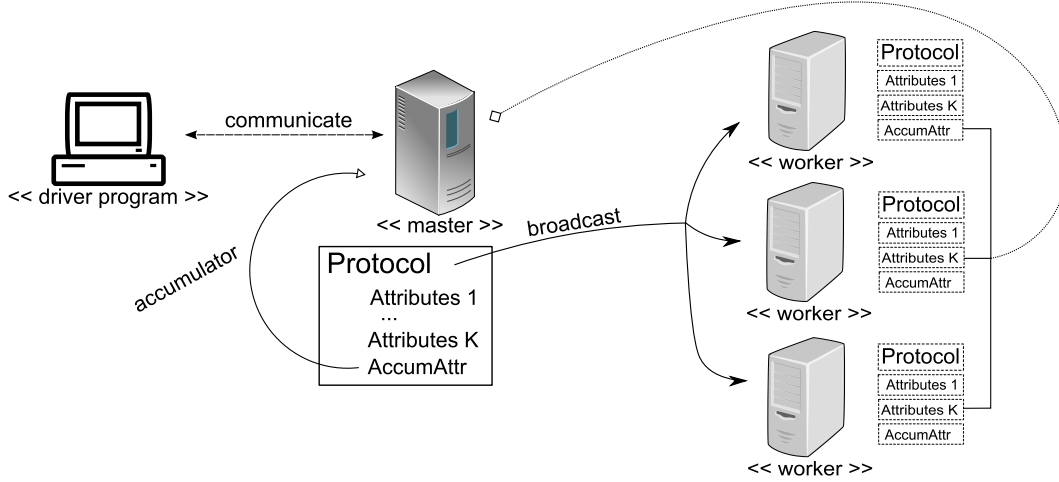 communicate
<< driver program >>
<< master >>
accumulator
broadcast
Protocol
Attributes 1
...
Attributes K
AccumAttr
<< worker >>
Protocol
Attributes 1
Attributes K
AccumAttr
<< worker >>
Protocol
Attributes 1
Attributes K
AccumAttr
<< worker >>
Protocol
Attributes 1
Attributes K
AccumAttr